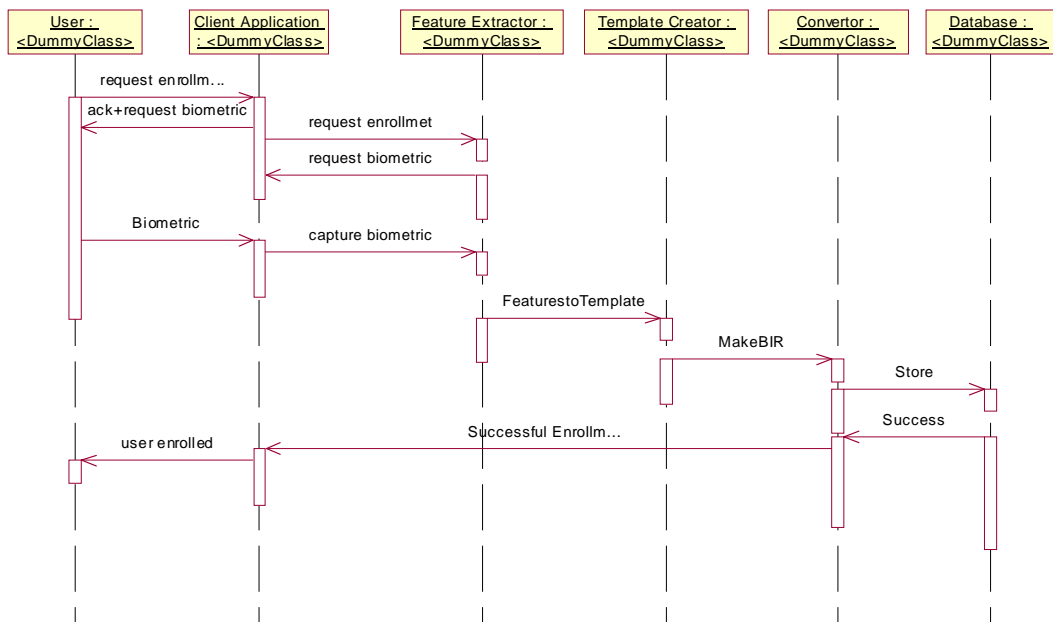 User :
<DummyClass>
Client Application
: <DummyClass>
Feature Extractor :
<DummyClass>
Template Creator :
<DummyClass>
Convertor :
<DummyClass>
Database :
<DummyClass>
request enrollm...
ack+request biometric
request enrollmet
request biometric
Biometric
capture biometric
FeaturestoTemplate
MakeBIR
Store
Success
Successful Enrollm...
user enrolled